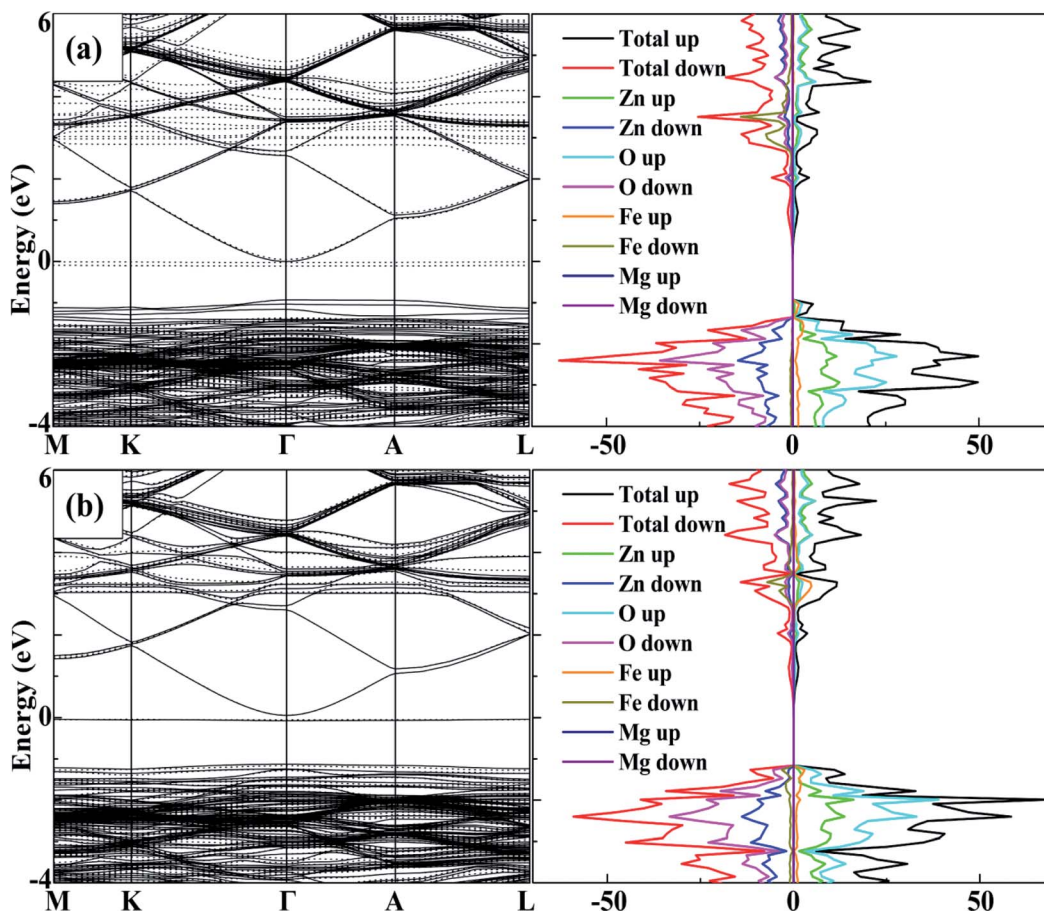 6
(a)
Energy (eV)
0
-4
M K Γ A L
Total up
Total down
Zn up
Zn down
O up
O down
Fe up
Fe down
Mg up
Mg down
-50 0 50
6
(b)
Energy (eV)
0
-4
M K Γ A L
Total up
Total down
Zn up
Zn down
O up
O down
Fe up
Fe down
Mg up
Mg down
-50 0 50